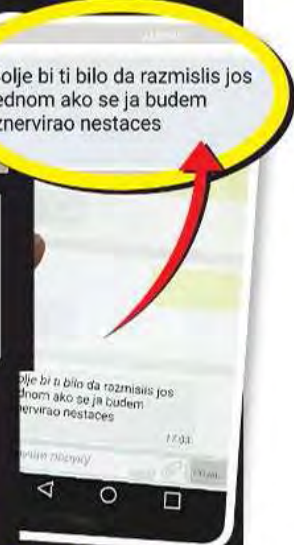 olje bi ti bilo da razmislis jos
ednom ako se ja budem
znervirao nestaces
olje bi ti bilo da razmislis jos
dnom ako se ja budem
nervirao nestaces
17:03